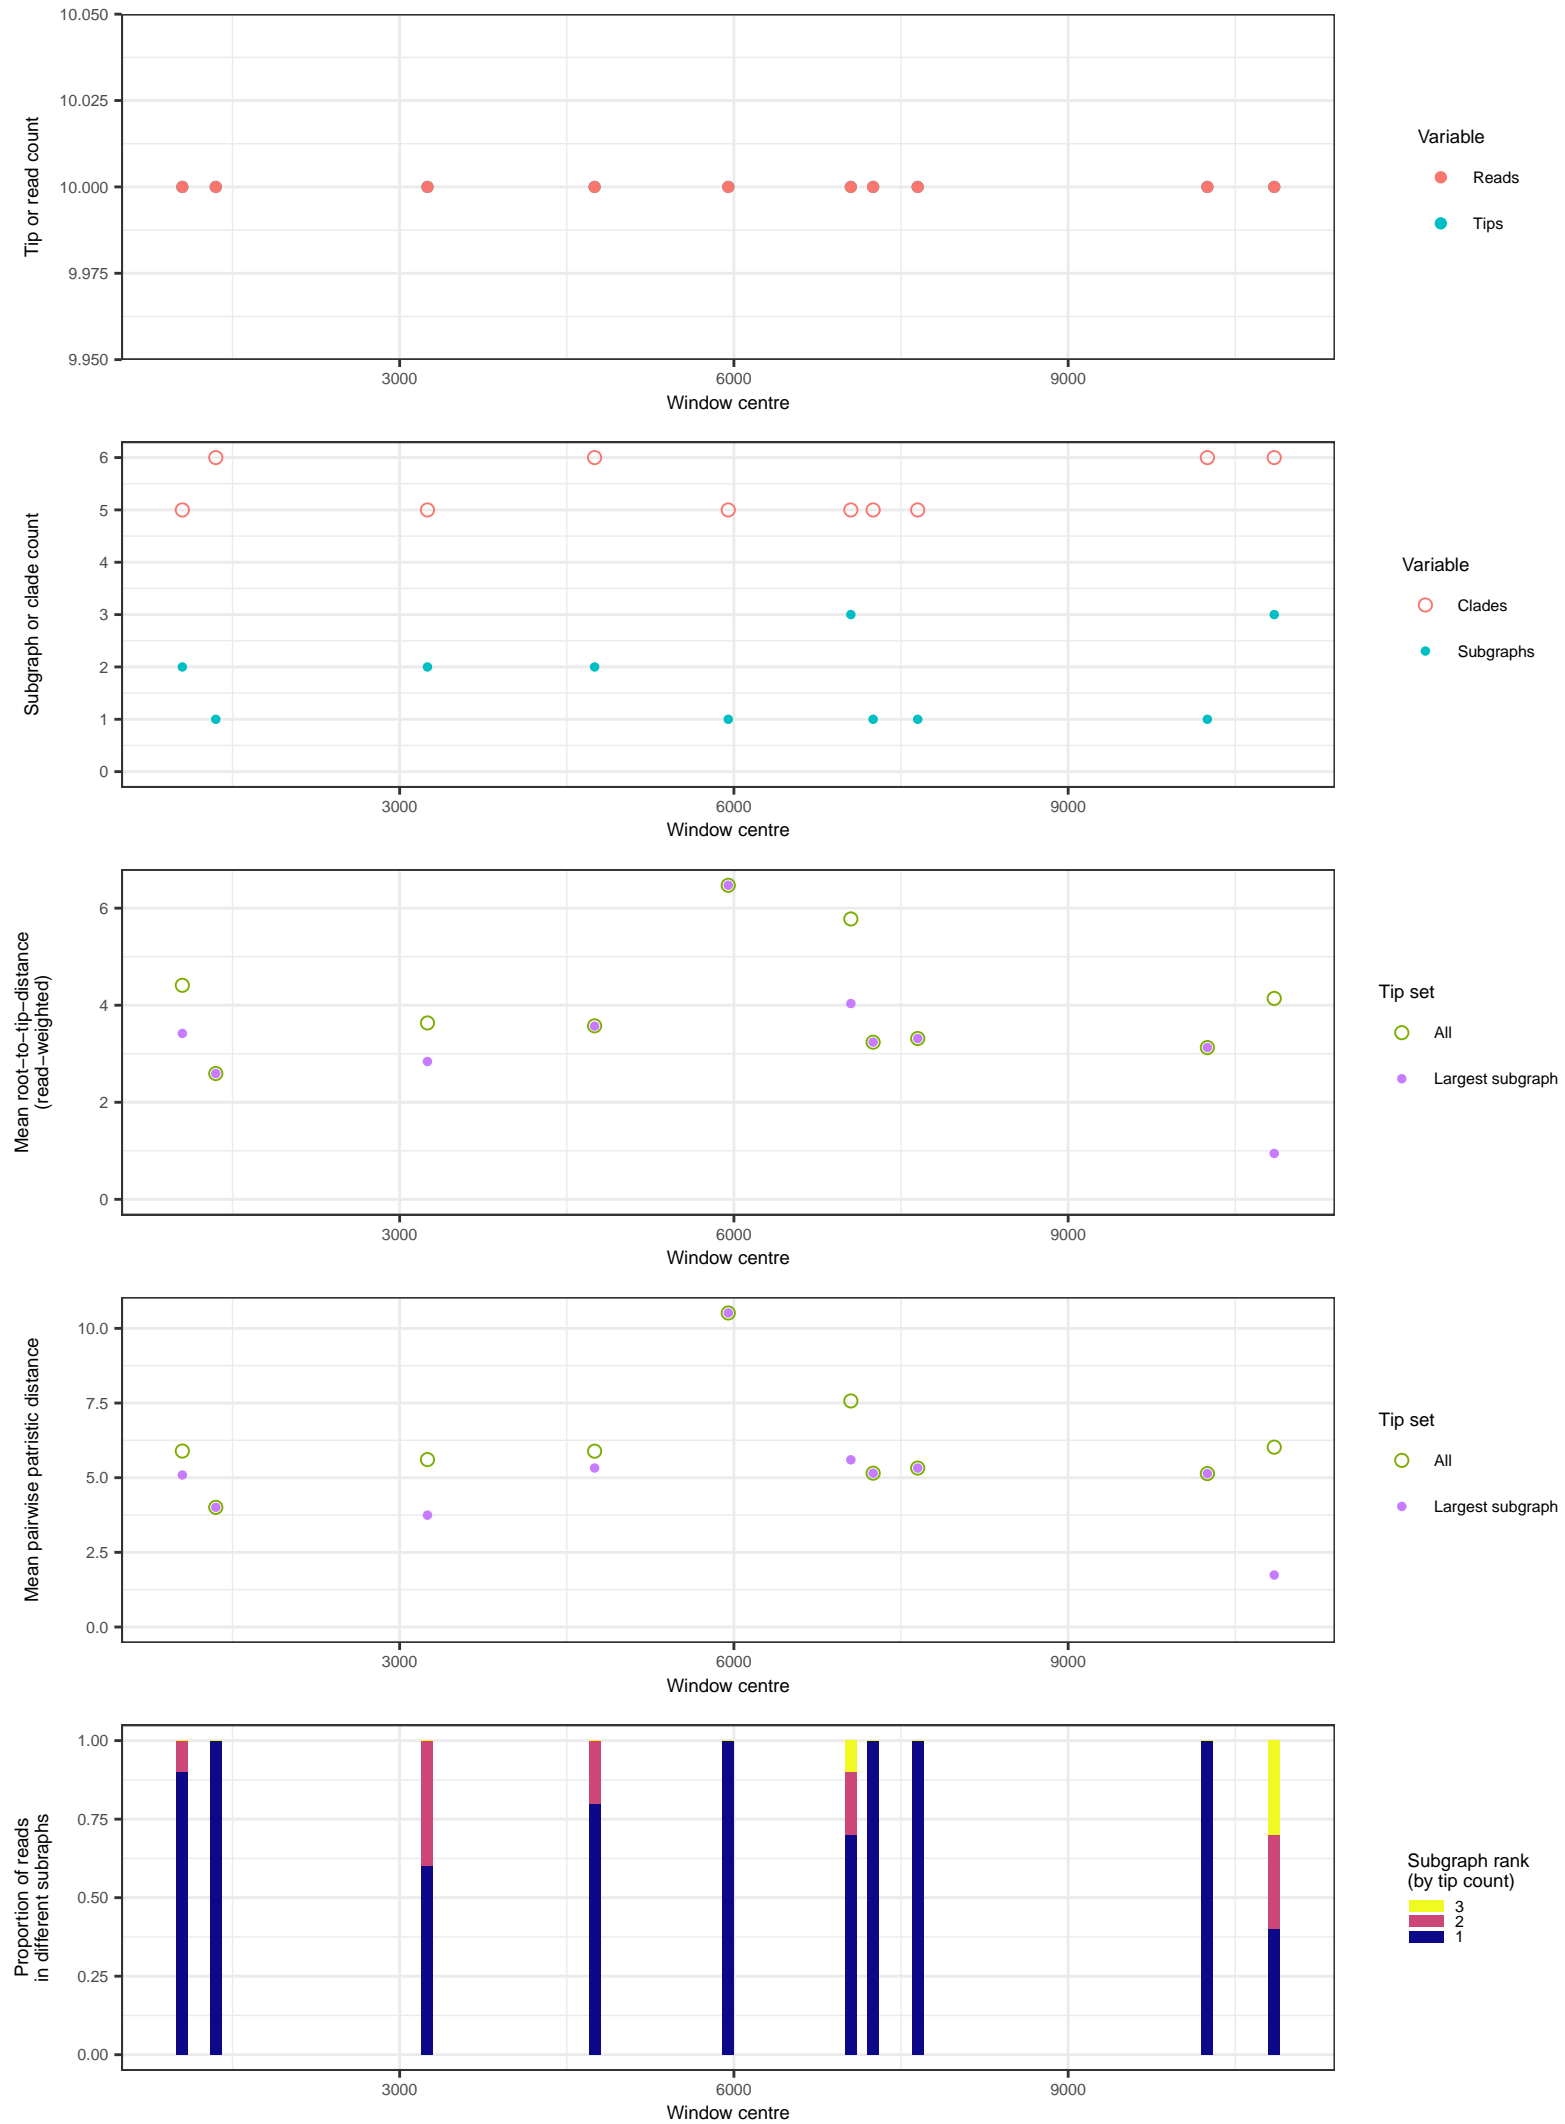 10.050
10.025
10.000
9.975
9.950
Tip or read count
3000
6000
9000
Window centre
Variable
Reads
Tips
6
5
4
3
2
1
0
Subgraph or clade count
3000
6000
9000
Window centre
Variable
Clades
Subgraphs
6
4
2
0
Mean root−to−tip−distance
(read−weighted)
3000
6000
9000
Window centre
Tip set
All
Largest subgraph
10.0
7.5
5.0
2.5
0.0
Mean pairwise patristic distance
3000
6000
9000
Window centre
Tip set
All
Largest subgraph
1.00
0.75
0.50
0.25
0.00
Proportion of reads
in different subraphs
3000
6000
9000
Window centre
Subgraph rank
(by tip count)
3
2
1